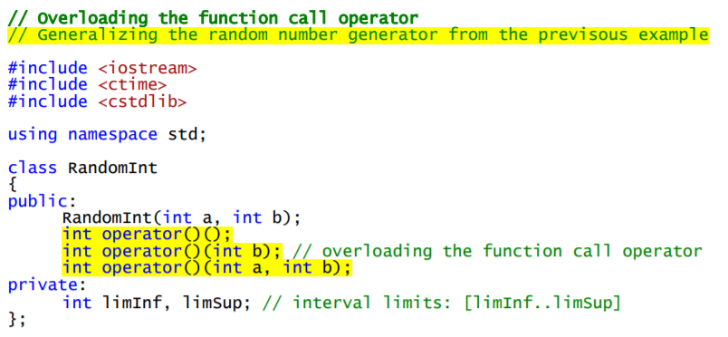 // Overloading the function call operator
// Generalizing the random number generator from the previsous example
#include <iostream>
#include <ctime>
#include <cstdlib>
using namespace std;
class RandomInt
{
public:
RandomInt(int a, int b);
int operator()();
int operator()(int b); // overloading the function call operator
int operator()(int a, int b);
private:
int limInf, limSup; // interval limits: [limInf..limSup]
};